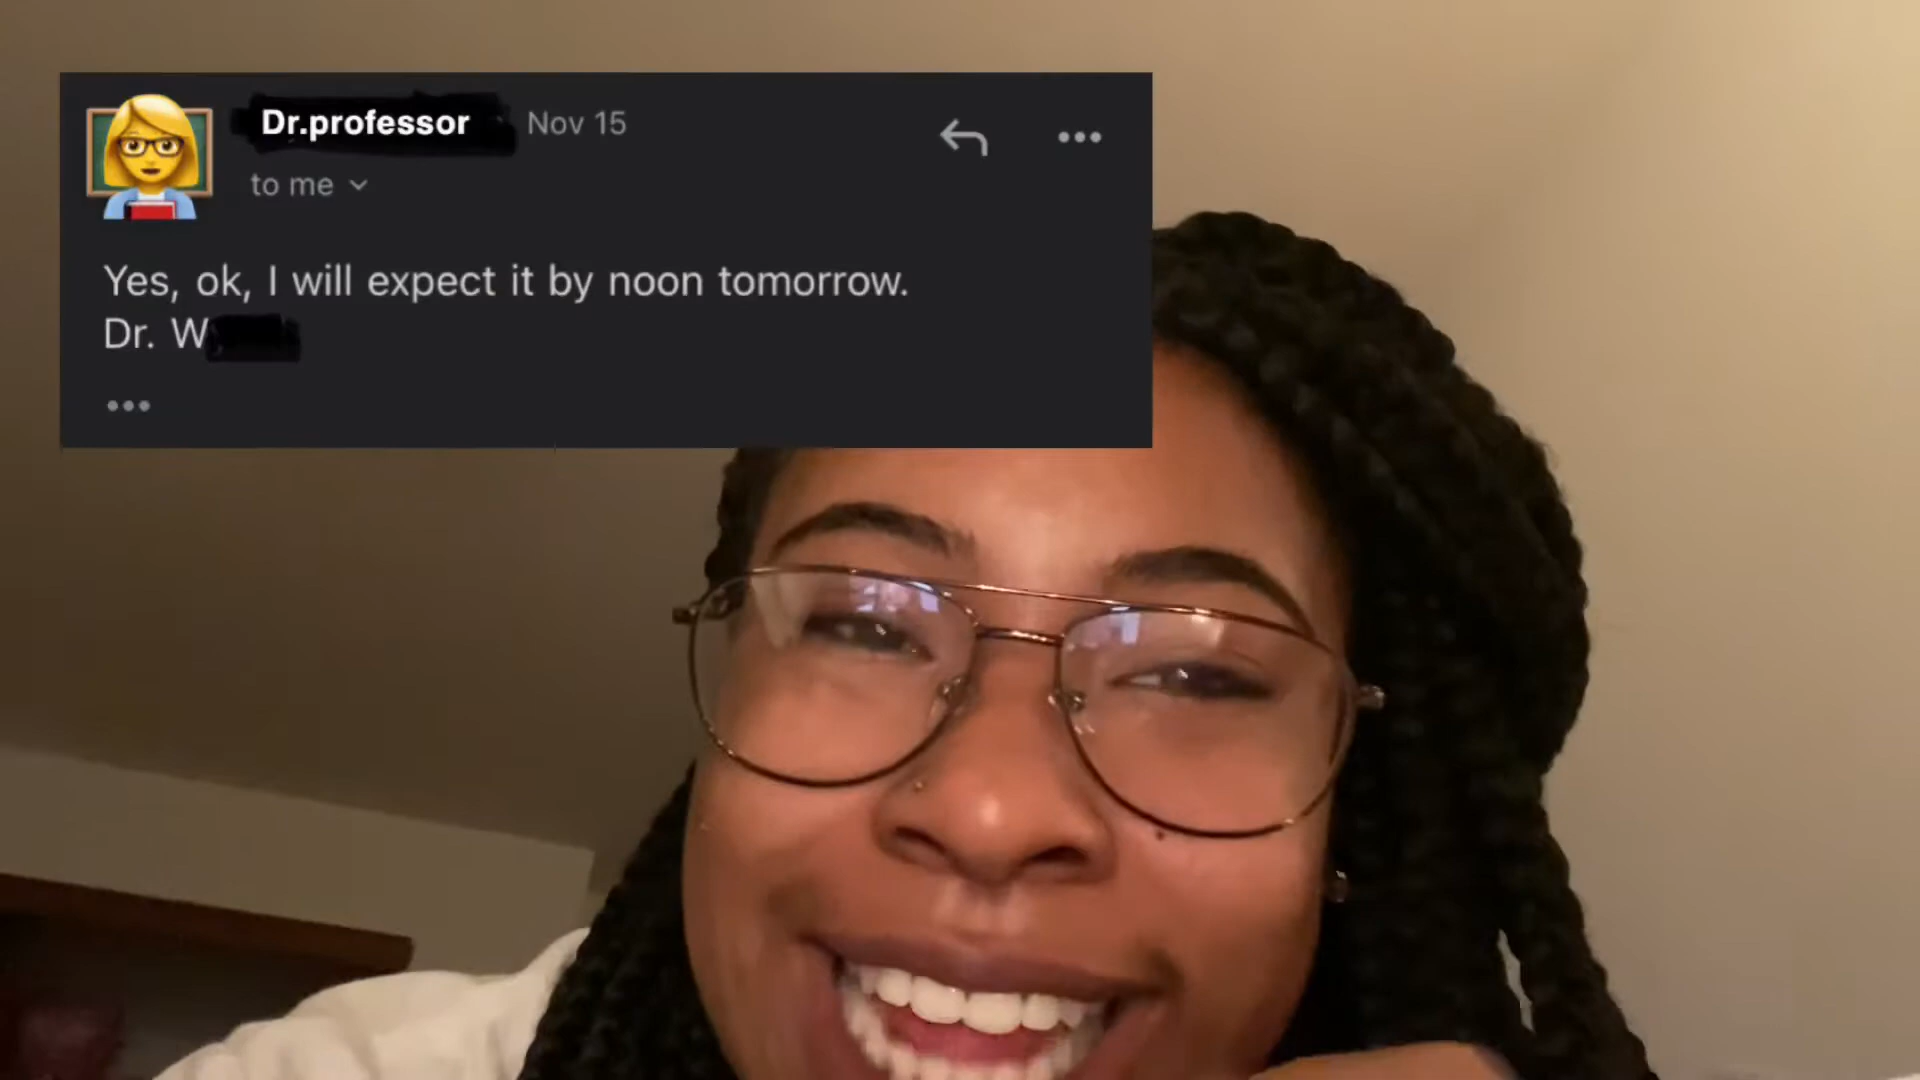 Dr.professor Nov 15
to me
Yes, ok, I will expect it by noon tomorrow.
Dr. W